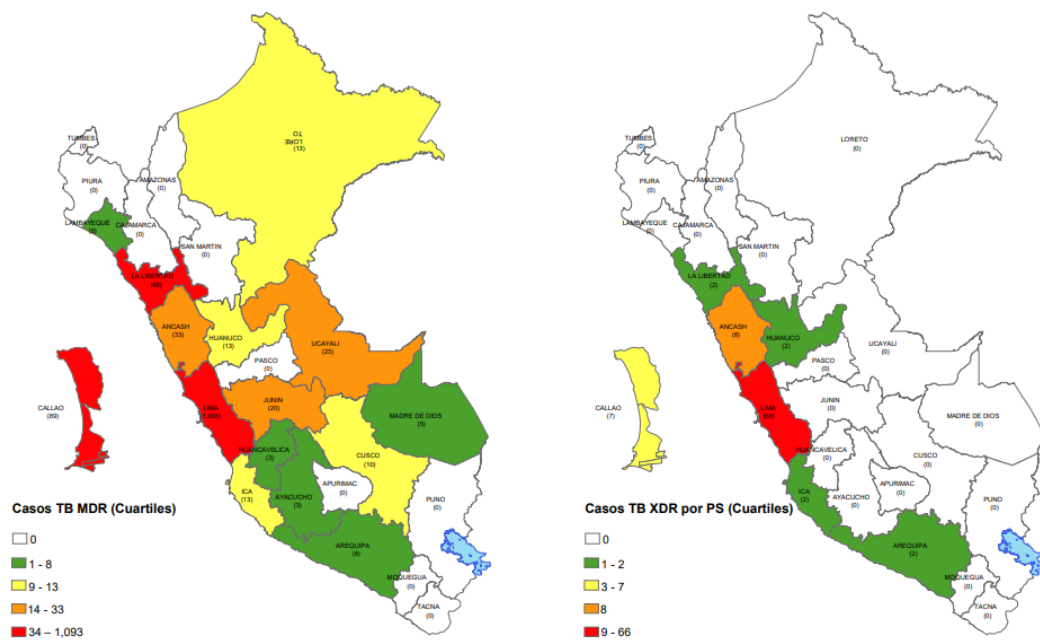 TUMBES
(0)
PIURA
(0)
AMAZONAS
(0)
LORE
TO
(13)
LAMBAYEQUE
CAJAMARCA
(0)
SAN MARTIN
(0)
LA LIBERTAD
ANCASH
(33)
HUANUCO
(13)
UCAYALI
(23)
PASCO
(0)
CALLAO
(89)
LIMA
JUNIN
(20)
MADRE DE DIOS
(5)
HUANCAVELICA
(3)
CUSCO
(10)
ICA
(13)
AYACUCHO
(3)
APURIMAC
(0)
PUNO
(0)
AREQUIPA
(8)
MOQUEGUA
(0)
TACNA
(0)
Casos TB MDR (Cuartiles)
0
1 - 8
9 - 13
14 - 33
34 – 1,093
TUMBES
(0)
PIURA
(0)
AMAZONAS
(0)
LORETO
(0)
LAMBAYEQUE
(0)
CAJAMARCA
(0)
SAN MARTIN
(0)
LA LIBERTAD
(2)
ANCASH
(8)
HUANUCO
(2)
UCAYALI
(0)
PASCO
(0)
CALLAO
(7)
LIMA
(66)
JUNIN
(0)
MADRE DE DIOS
(0)
HUANCAVELICA
(0)
CUSCO
(0)
ICA
(2)
AYACUCHO
(0)
APURIMAC
(0)
PUNO
(0)
AREQUIPA
(2)
MOQUEGUA
(0)
TACNA
(0)
Casos TB XDR por PS (Cuartiles)
0
1 - 2
3 - 7
8
9 - 66